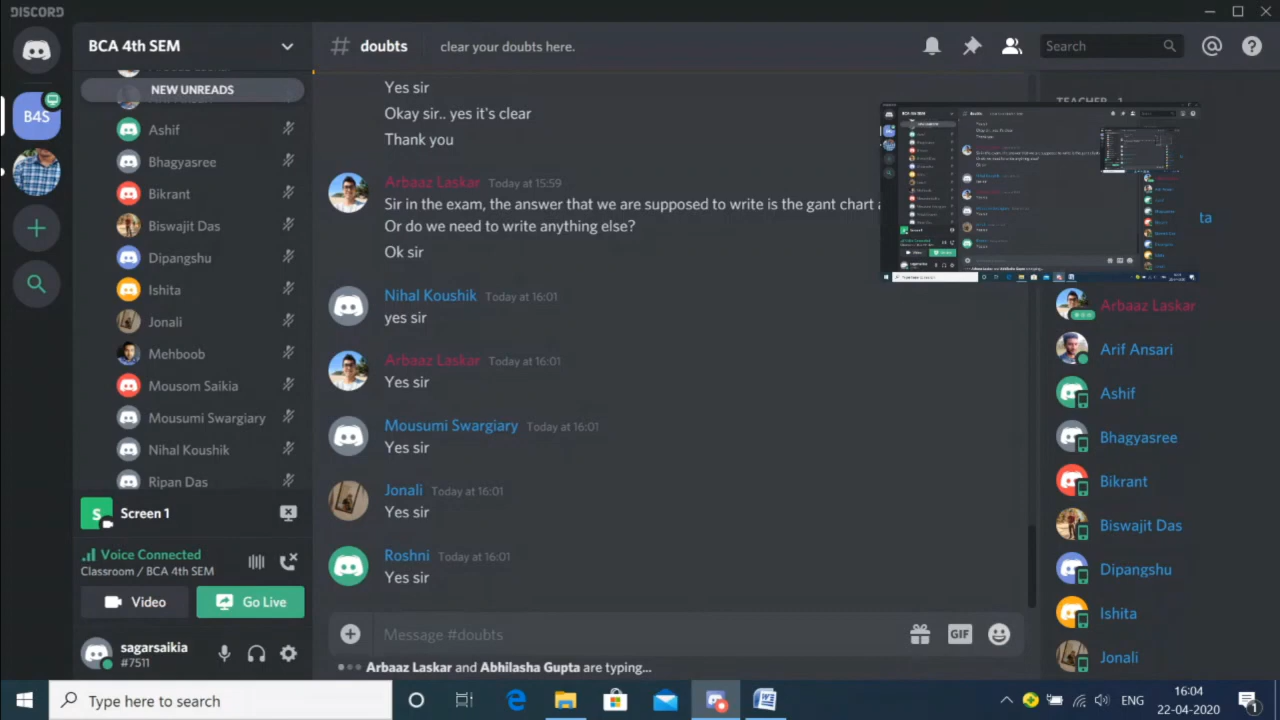 DISCORD
BCA 4th SEM
# doubts
clear your doubts here.
Search
NEW UNREADS
B4S
Ashif
Bhagyasree
Bikrant
Biswajit Das
Dipangshu
Ishita
Jonali
Mehboob
Mousom Saikia
Mousumi Swargiary
Nihal Koushik
Ripan Das
S
Screen 1
Voice Connected
Classroom / BCA 4th SEM
Video
Go Live
sagarsaikia
#7511
Yes sir
Okay sir.. yes it's clear
Thank you
Arbaaz Laskar Today at 15:59
Sir in the exam, the answer that we are supposed to write is the gant chart a
Or do we need to write anything else?
Ok sir
Nihal Koushik Today at 16:01
yes sir
Arbaaz Laskar Today at 16:01
Yes sir
Mousumi Swargiary Today at 16:01
Yes sir
Jonali Today at 16:01
Yes sir
Roshni Today at 16:01
Yes sir
Message #doubts
GIF
Arbaaz Laskar and Abhilasha Gupta are typing...
ta
Arbaaz Laskar
Arif Ansari
Ashif
Bhagyasree
Bikrant
Biswajit Das
Dipangshu
Ishita
Jonali
Type here to search
ENG
16:04
22-04-2020
1